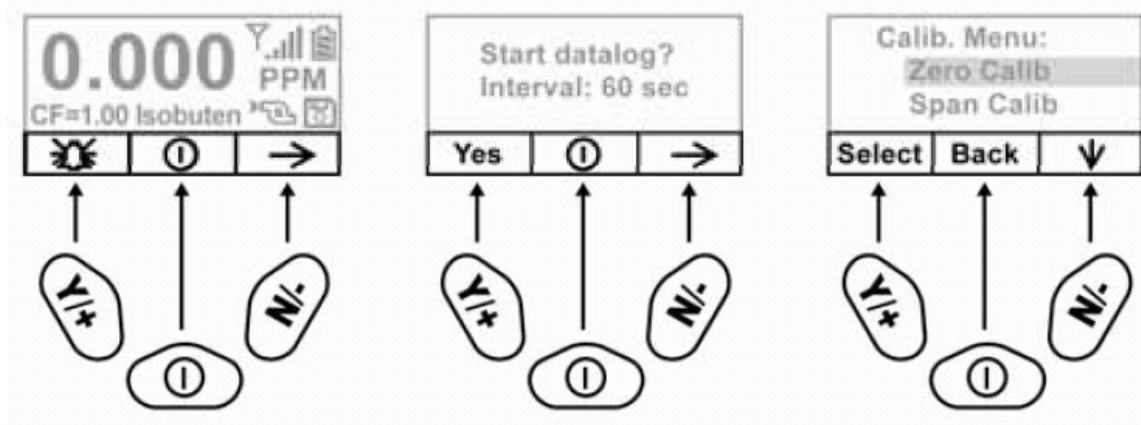 0.000
PPM
CF=1.00 Isobuten
Y/+
N/-
Start datalog?
Interval: 60 sec
Yes
Y/+
N/-
Calib. Menu:
Zero Calib
Span Calib
Select Back
Y/+
N/-